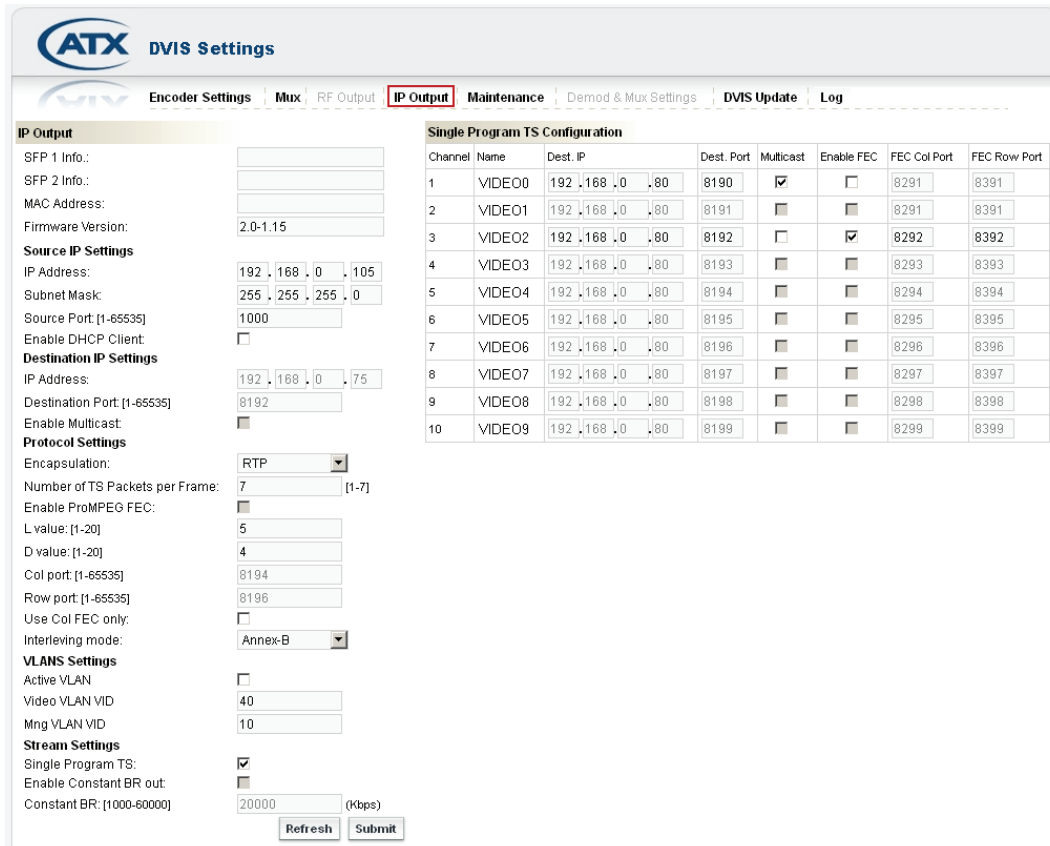 ATX DVIS Settings
Encoder Settings Mux RF Output IP Output Maintenance Demod & Mux Settings DVIS Update Log
IP Output
SFP 1 Info.:
SFP 2 Info.:
MAC Address:
Firmware Version: 2.0-1.15
Source IP Settings
IP Address: 192 . 168 . 0 . 105
Subnet Mask: 255 . 255 . 255 . 0
Source Port: [1-65535] 1000
Enable DHCP Client:
Destination IP Settings
IP Address: 192 . 168 . 0 . 75
Destination Port: [1-65535] 8192
Enable Multicast:
Protocol Settings
Encapsulation: RTP
Number of TS Packets per Frame: 7 [1-7]
Enable ProMPEG FEC:
L value: [1-20] 5
D value: [1-20] 4
Col port: [1-65535] 8194
Row port: [1-65535] 8196
Use Col FEC only:
Interleving mode: Annex-B
VLANS Settings
Active VLAN
Video VLAN VID 40
Mng VLAN VID 10
Stream Settings
Single Program TS:
Enable Constant BR out:
Constant BR: [1000-60000] 20000 (Kbps)
Refresh Submit
Single Program TS Configuration
Channel Name Dest. IP Dest. Port Multicast Enable FEC FEC Col Port FEC Row Port
1 VIDEO0 192 .168 .0 .80 8190 8291 8391
2 VIDEO1 192 .168 .0 .80 8191 8291 8391
3 VIDEO2 192 .168 .0 .80 8192 8292 8392
4 VIDEO3 192 .168 .0 .80 8193 8293 8393
5 VIDEO4 192 .168 .0 .80 8194 8294 8394
6 VIDEO5 192 .168 .0 .80 8195 8295 8395
7 VIDEO6 192 .168 .0 .80 8196 8296 8396
8 VIDEO7 192 .168 .0 .80 8197 8297 8397
9 VIDEO8 192 .168 .0 .80 8198 8298 8398
10 VIDEO9 192 .168 .0 .80 8199 8299 8399